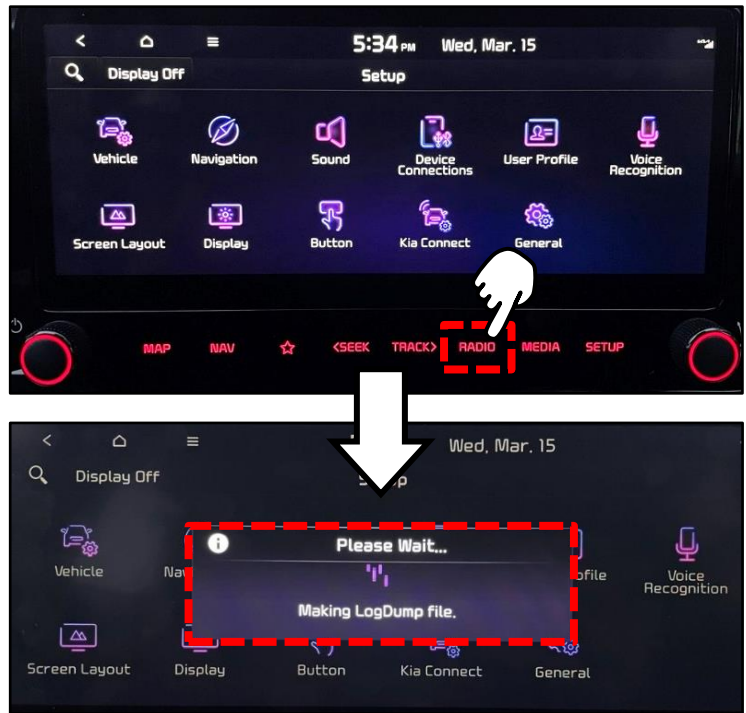 5:34 PM Wed, Mar. 15
Display Off
Setup
Vehicle
Navigation
Sound
Device
Connections
User Profile
Voice
Recognition
Screen Layout
Display
Button
Kia Connect
General
MAP
NAV
<SEEK
TRACK>
RADIO
MEDIA
SETUP
Wed, Mar. 15
Display Off
Vehicle
Please Wait...
Making LogDump file.
Voice
Recognition
Screen Layout
Display
Button
Kia Connect
General